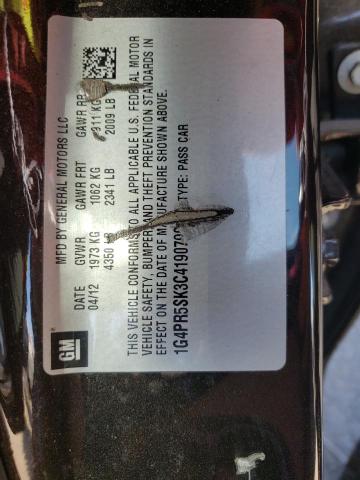 GM
MFD BY GENERAL MOTORS LLC
DATE GVWR GAWR FRT GAWR RR
04/12 1973 KG 1062 KG 911 KG
4350 LB 2341 LB 2009 LB
THIS VEHICLE CONFORMS TO ALL APPLICABLE U.S. FEDERAL MOTOR
VEHICLE SAFETY, BUMPER, AND THEFT PREVENTION STANDARDS IN
EFFECT ON THE DATE OF MANUFACTURE SHOWN ABOVE.
TYPE: PASS CAR